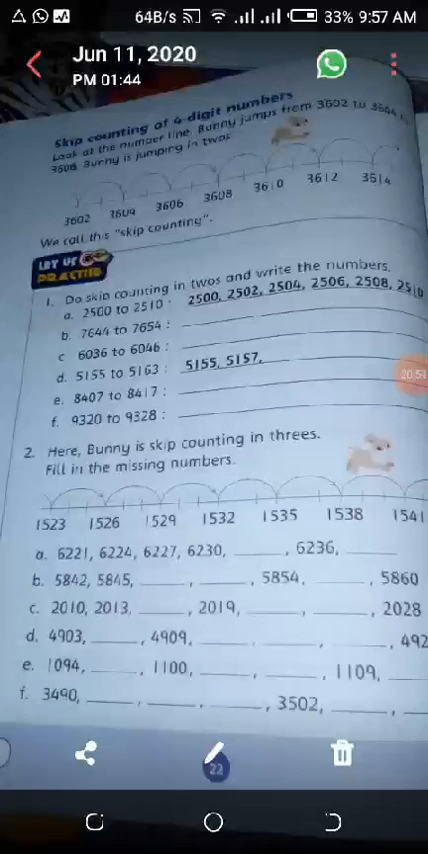 64B/s 33% 9:57 AM
Jun 11, 2020
PM 01:44
Skip counting of 4-digit numbers
Look at the number line. Bunny jumps from 3602 to 3604
3606. Bunny is jumping in twos
3602 3604 3606 3608 3610 3612 3614
We call this "skip counting".
LET US
PRACTISE
1. Do skip counting in twos and write the numbers.
a. 2500 to 2510 : 2500, 2502, 2504, 2506, 2508, 2510
b. 7644 to 7654 :
c 6036 to 6046 :
d. 5155 to 5163 : 5155, 5157,
20:51
e. 8407 to 8417 :
f. 9320 to 9328 :
2. Here, Bunny is skip counting in threes.
Fill in the missing numbers.
1523 1526 1529 1532 1535 1538 1541
a. 6221, 6224, 6227, 6230, ______, 6236, ______
b. 5842, 5845, ______, ______, 5854, ______, 5860
c. 2010, 2013, ______, 2019, ______, ______, 2028
d. 4903, ______, 4909, ______, ______, ______, 492
e. 1094, ______, 1100, ______, ______, 1109, ______
f. 3490, ______, ______, ______, 3502, ______, ______
22